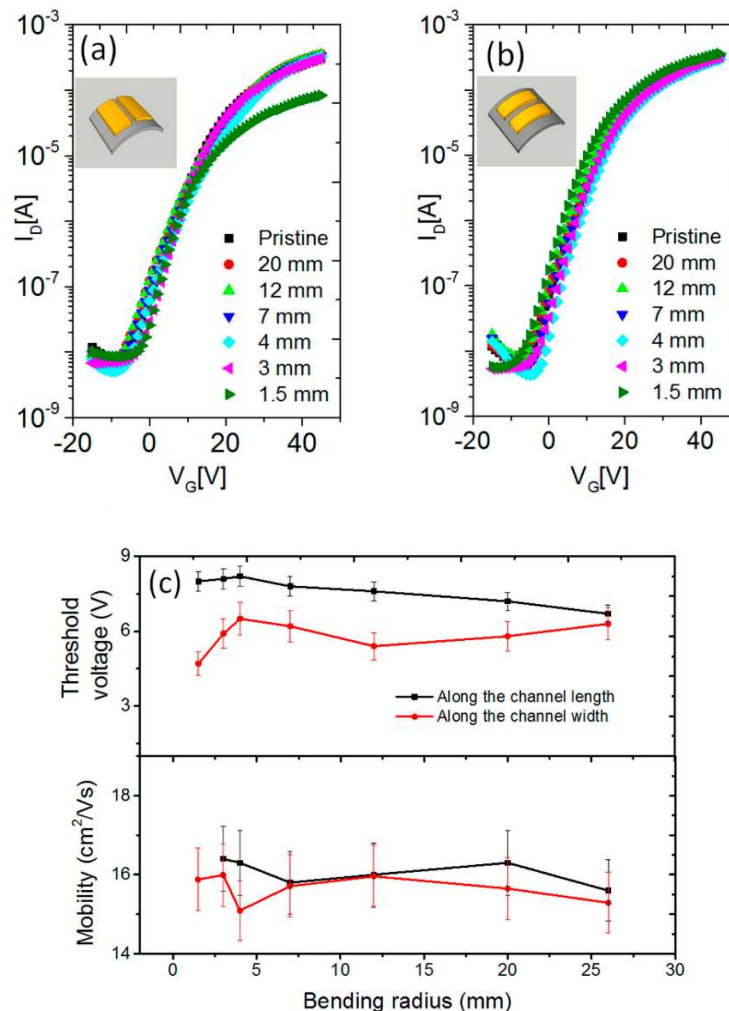 (a)
10⁻³
10⁻⁵
10⁻⁷
10⁻⁹
I_D[A]
Pristine
20 mm
12 mm
7 mm
4 mm
3 mm
1.5 mm
-20 0 20 40
V_G[V]
(b)
10⁻³
10⁻⁵
10⁻⁷
10⁻⁹
I_D[A]
Pristine
20 mm
12 mm
7 mm
4 mm
3 mm
1.5 mm
-20 0 20 40
V_G[V]
(c)
9
6
3
Threshold
voltage (V)
Along the channel length
Along the channel width
18
16
14
Mobility (cm²/Vs)
0 5 10 15 20 25 30
Bending radius (mm)